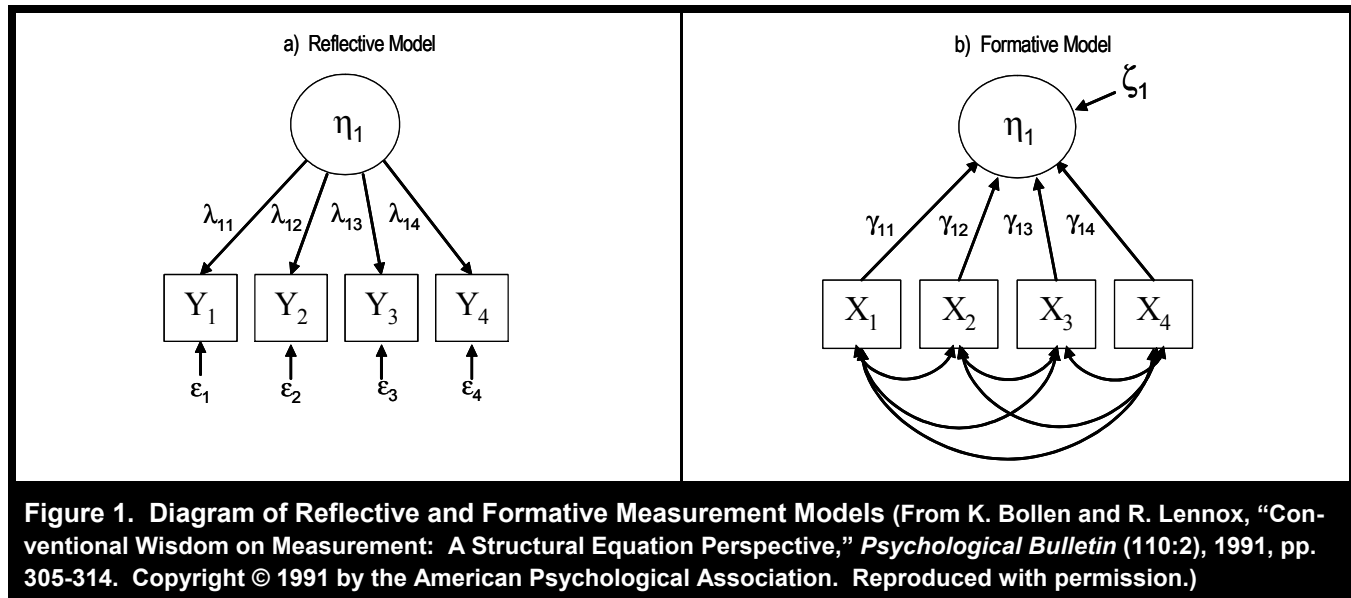 a) Reflective Model
η1
λ11 λ12 λ13 λ14
Y1 Y2 Y3 Y4
ε1 ε2 ε3 ε4
b) Formative Model
ζ1
η1
γ11 γ12 γ13 γ14
X1 X2 X3 X4
Figure 1. Diagram of Reflective and Formative Measurement Models (From K. Bollen and R. Lennox, “Con-
ventional Wisdom on Measurement: A Structural Equation Perspective,” Psychological Bulletin (110:2), 1991, pp.
305-314. Copyright © 1991 by the American Psychological Association. Reproduced with permission.)